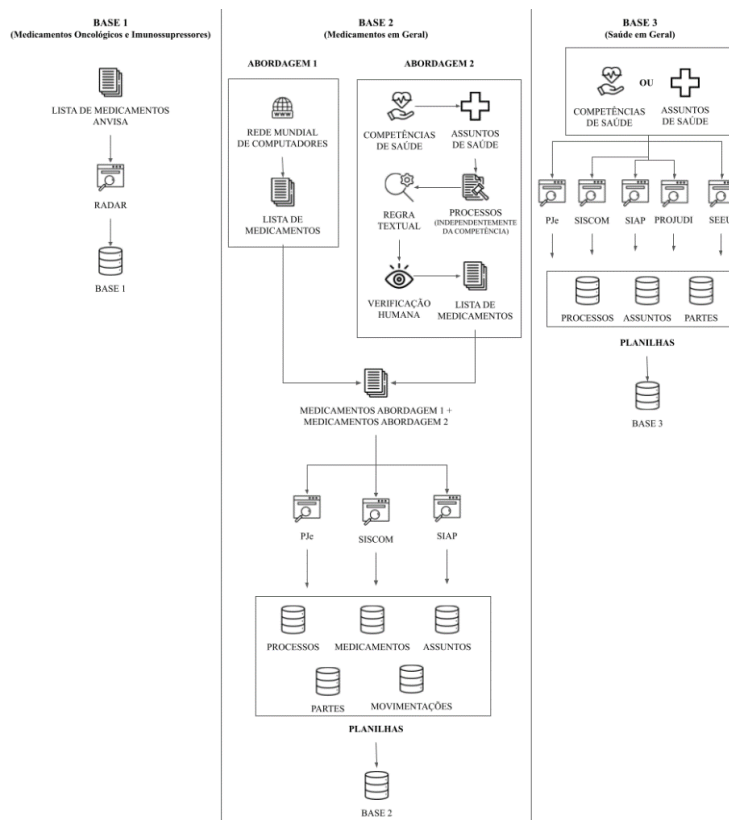 BASE 1
(Medicamentos Oncológicos e Imunossupressores)
LISTA DE MEDICAMENTOS
ANVISA
RADAR
BASE 1
BASE 2
(Medicamentos em Geral)
ABORDAGEM 1
WWW
REDE MUNDIAL
DE COMPUTADORES
LISTA DE
MEDICAMENTOS
ABORDAGEM 2
COMPETÊNCIAS
DE SAÚDE
ASSUNTOS
DE SAÚDE
REGRA
TEXTUAL
PROCESSOS
(INDEPENDENTEMENTE
DA COMPETÊNCIA)
VERIFICAÇÃO
HUMANA
LISTA DE
MEDICAMENTOS
MEDICAMENTOS ABORDAGEM 1 +
MEDICAMENTOS ABORDAGEM 2
PJe
SISCOM
SIAP
PROCESSOS
MEDICAMENTOS
ASSUNTOS
PARTES
MOVIMENTAÇÕES
PLANILHAS
BASE 2
BASE 3
(Saúde em Geral)
OU
COMPETÊNCIAS
DE SAÚDE
ASSUNTOS
DE SAÚDE
PJe
SISCOM
SIAP
PROJUDI
SEEU
PROCESSOS
ASSUNTOS
PARTES
PLANILHAS
BASE 3